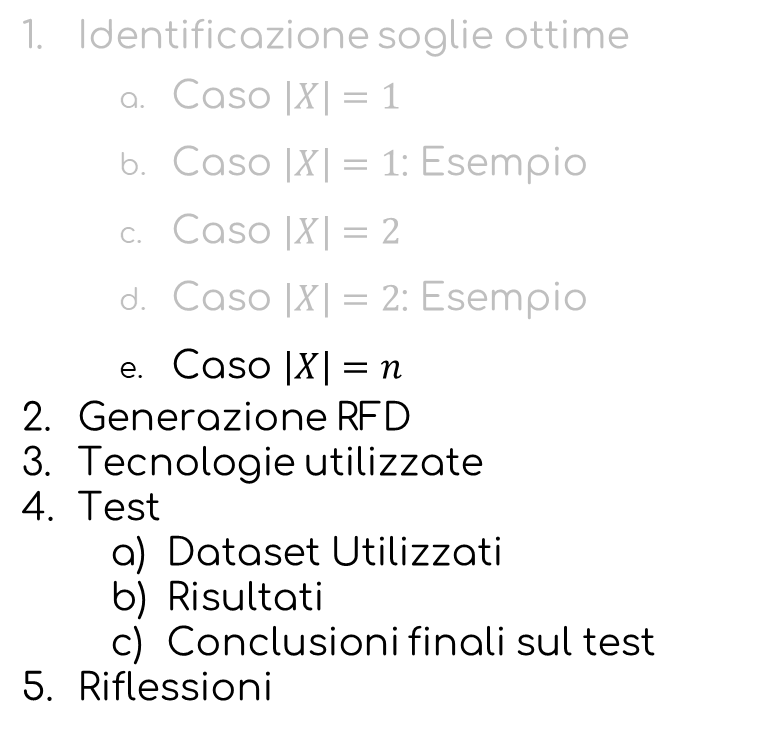 1. Identificazione soglie ottime
a. Caso |X| = 1
b. Caso |X| = 1: Esempio
c. Caso |X| = 2
d. Caso |X| = 2: Esempio
e. Caso |X| = n
2. Generazione RFD
3. Tecnologie utilizzate
4. Test
a) Dataset Utilizzati
b) Risultati
c) Conclusioni finali sul test
5. Riflessioni